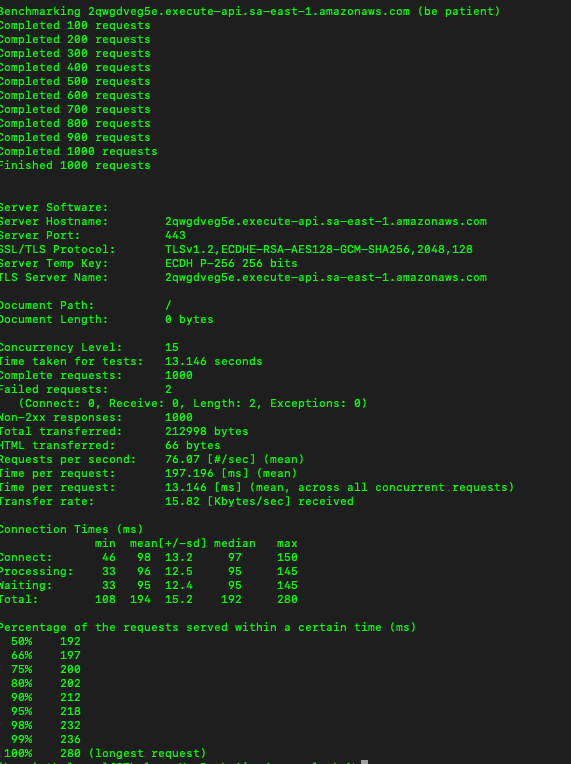 Benchmarking 2qwgdveg5e.execute-api.sa-east-1.amazonaws.com (be patient)
Completed 100 requests
Completed 200 requests
Completed 300 requests
Completed 400 requests
Completed 500 requests
Completed 600 requests
Completed 700 requests
Completed 800 requests
Completed 900 requests
Completed 1000 requests
Finished 1000 requests
Server Software:
Server Hostname: 2qwgdveg5e.execute-api.sa-east-1.amazonaws.com
Server Port: 443
SSL/TLS Protocol: TLSv1.2,ECDHE-RSA-AES128-GCM-SHA256,2048,128
Server Temp Key: ECDH P-256 256 bits
TLS Server Name: 2qwgdveg5e.execute-api.sa-east-1.amazonaws.com
Document Path: /
Document Length: 0 bytes
Concurrency Level: 15
Time taken for tests: 13.146 seconds
Complete requests: 1000
Failed requests: 2
(Connect: 0, Receive: 0, Length: 2, Exceptions: 0)
Non-2xx responses: 1000
Total transferred: 212998 bytes
HTML transferred: 66 bytes
Requests per second: 76.07 [#/sec] (mean)
Time per request: 197.196 [ms] (mean)
Time per request: 13.146 [ms] (mean, across all concurrent requests)
Transfer rate: 15.82 [Kbytes/sec] received
Connection Times (ms)
min mean[+/-sd] median max
Connect: 46 98 13.2 97 150
Processing: 33 96 12.5 95 145
Waiting: 33 95 12.4 95 145
Total: 108 194 15.2 192 280
Percentage of the requests served within a certain time (ms)
50% 192
66% 197
75% 200
80% 202
90% 212
95% 218
98% 232
99% 236
100% 280 (longest request)